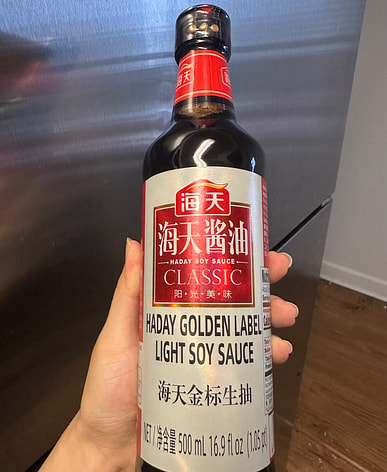 海天
海天
海天酱油
HADAY SOY SAUCE
CLASSIC
阳·光·美·味
HADAY GOLDEN LABEL
LIGHT SOY SAUCE
海天金标生抽
NET / 净含量 500 mL 16.9 fl oz (1.05 pt)